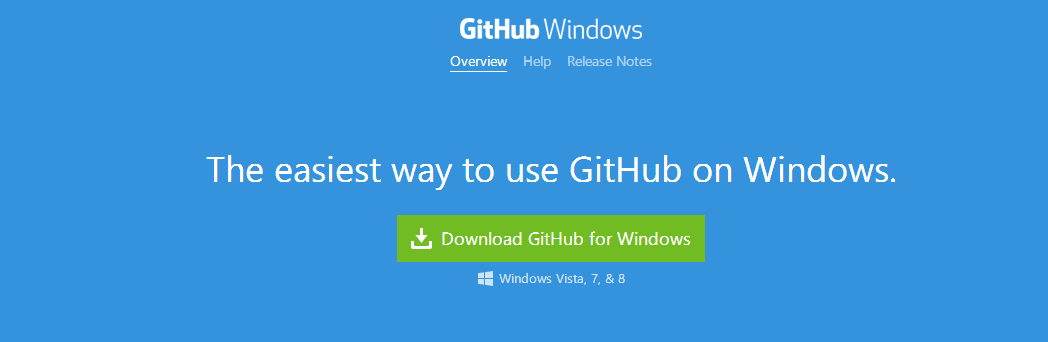 GitHub Windows
Overview Help Release Notes
The easiest way to use GitHub on Windows.
Download GitHub for Windows
Windows Vista, 7, & 8